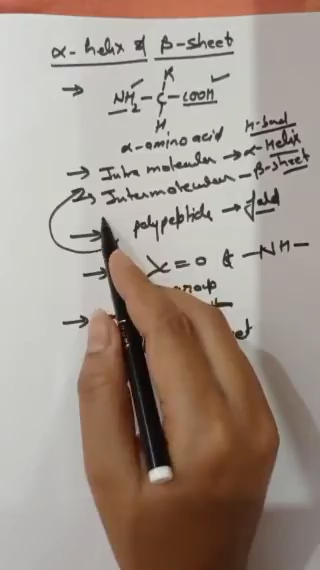 α-helix & β-sheet
→ NH₂-C-COOH
R
H
α-amino acid
H-bond
→ Intra molecular → α-Helix
→ Intermolecular - β-sheet
→ polypeptide → fold
→ C=O & -NH-
group
→